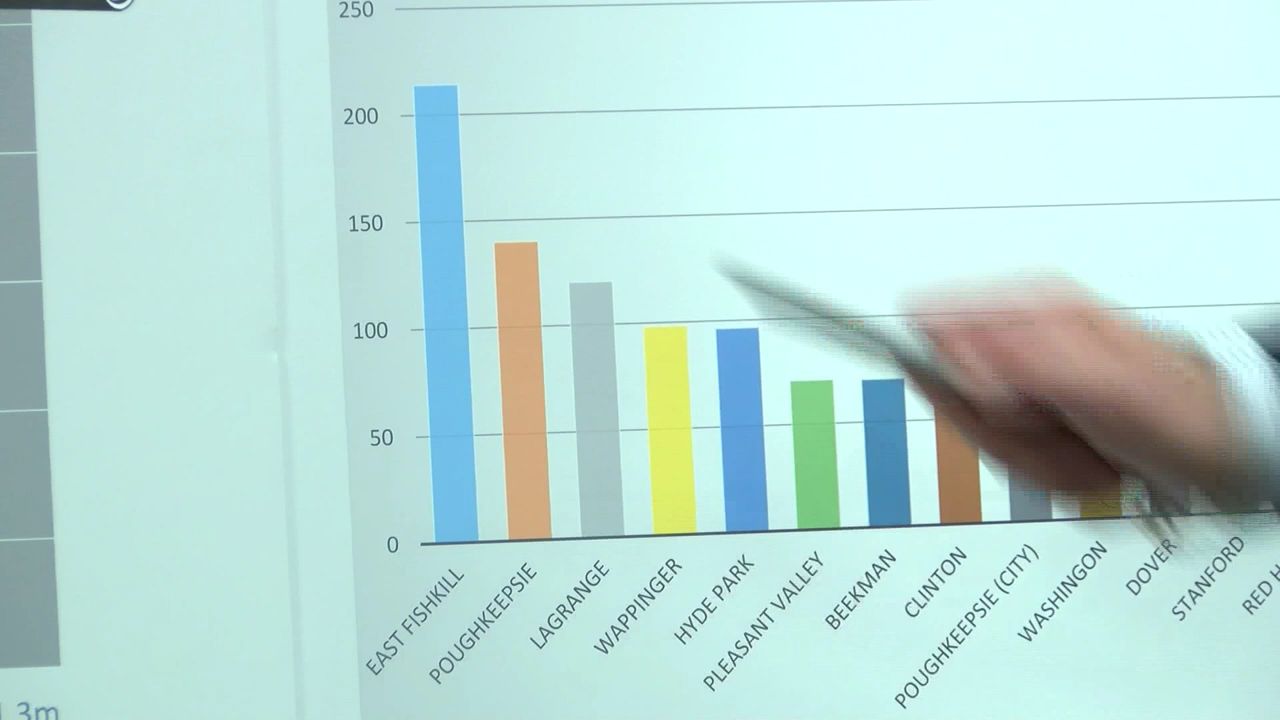 250
200
150
100
50
0
EAST FISHKILL
POUGHKEEPSIE
LAGRANGE
WAPPINGER
HYDE PARK
PLEASANT VALLEY
BEEKMAN
CLINTON
POUGHKEEPSIE (CITY)
WASHINGON
DOVER
STANFORD
RED
3m